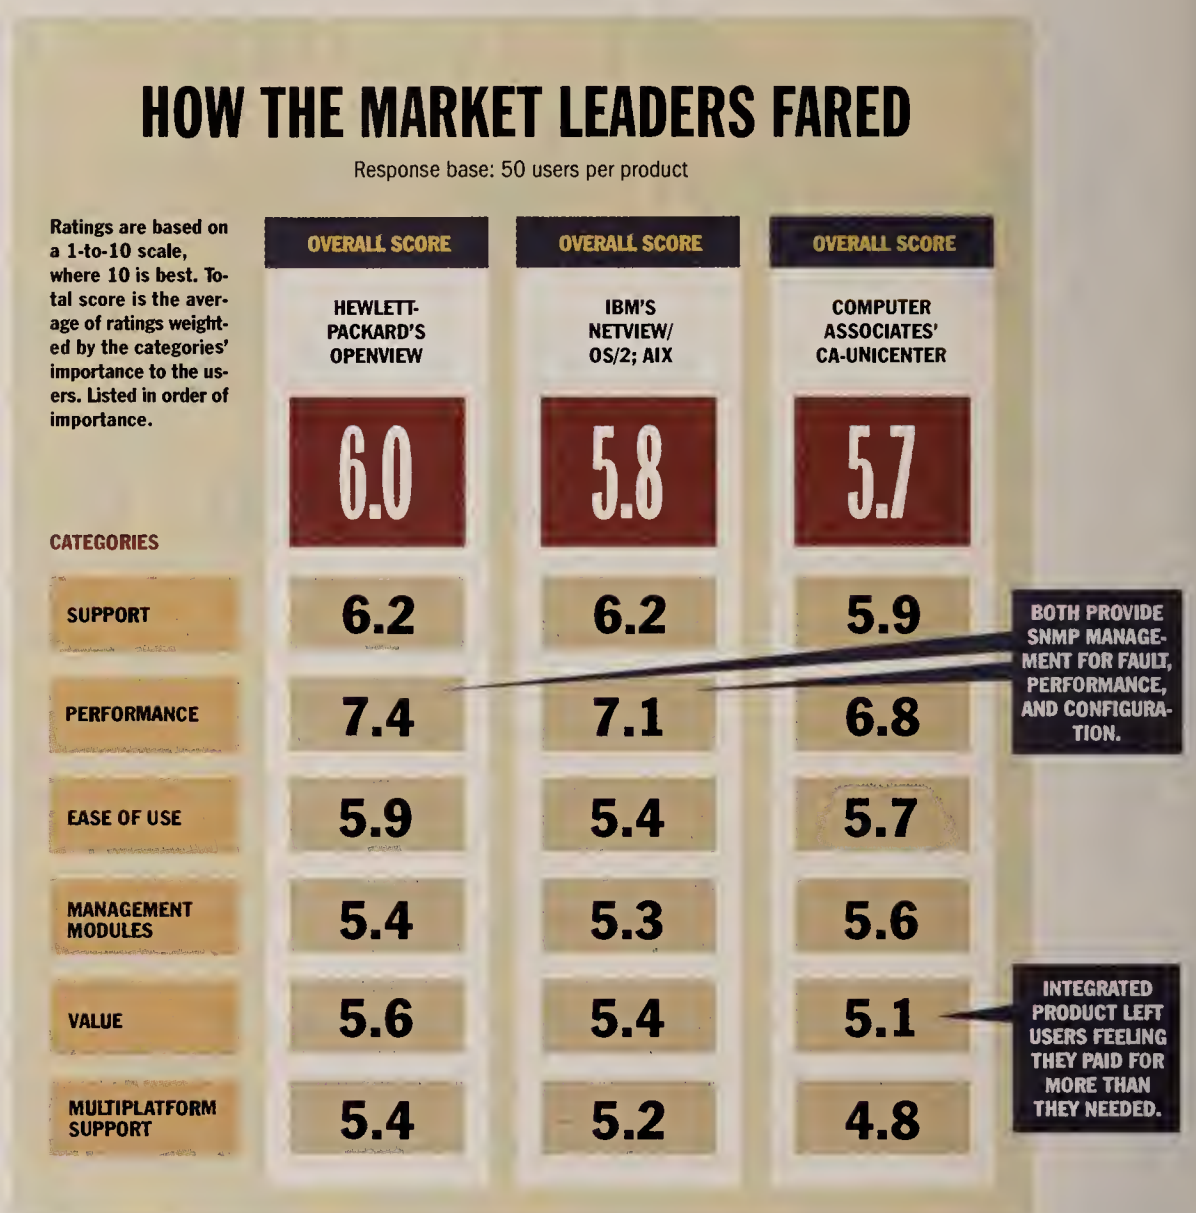 HOW THE MARKET LEADERS FARED
Response base: 50 users per product
Ratings are based on
a 1-to-10 scale,
where 10 is best. To-
tal score is the aver-
age of ratings weight-
ed by the categories'
importance to the us-
ers. Listed in order of
importance.
OVERALL SCORE OVERALL SCORE OVERALL SCORE
HEWLETT-
PACKARD'S
OPENVIEW
IBM'S
NETVIEW/
OS/2; AIX
COMPUTER
ASSOCIATES'
CA-UNICENTER
6.0 5.8 5.7
CATEGORIES
SUPPORT 6.2 6.2 5.9
PERFORMANCE 7.4 7.1 6.8
BOTH PROVIDE
SNMP MANAGE-
MENT FOR FAULT,
PERFORMANCE,
AND CONFIGURA-
TION.
EASE OF USE 5.9 5.4 5.7
MANAGEMENT
MODULES
5.4 5.3 5.6
VALUE 5.6 5.4 5.1
INTEGRATED
PRODUCT LEFT
USERS FEELING
THEY PAID FOR
MORE THAN
THEY NEEDED.
MULTIPLATFORM
SUPPORT
5.4 5.2 4.8